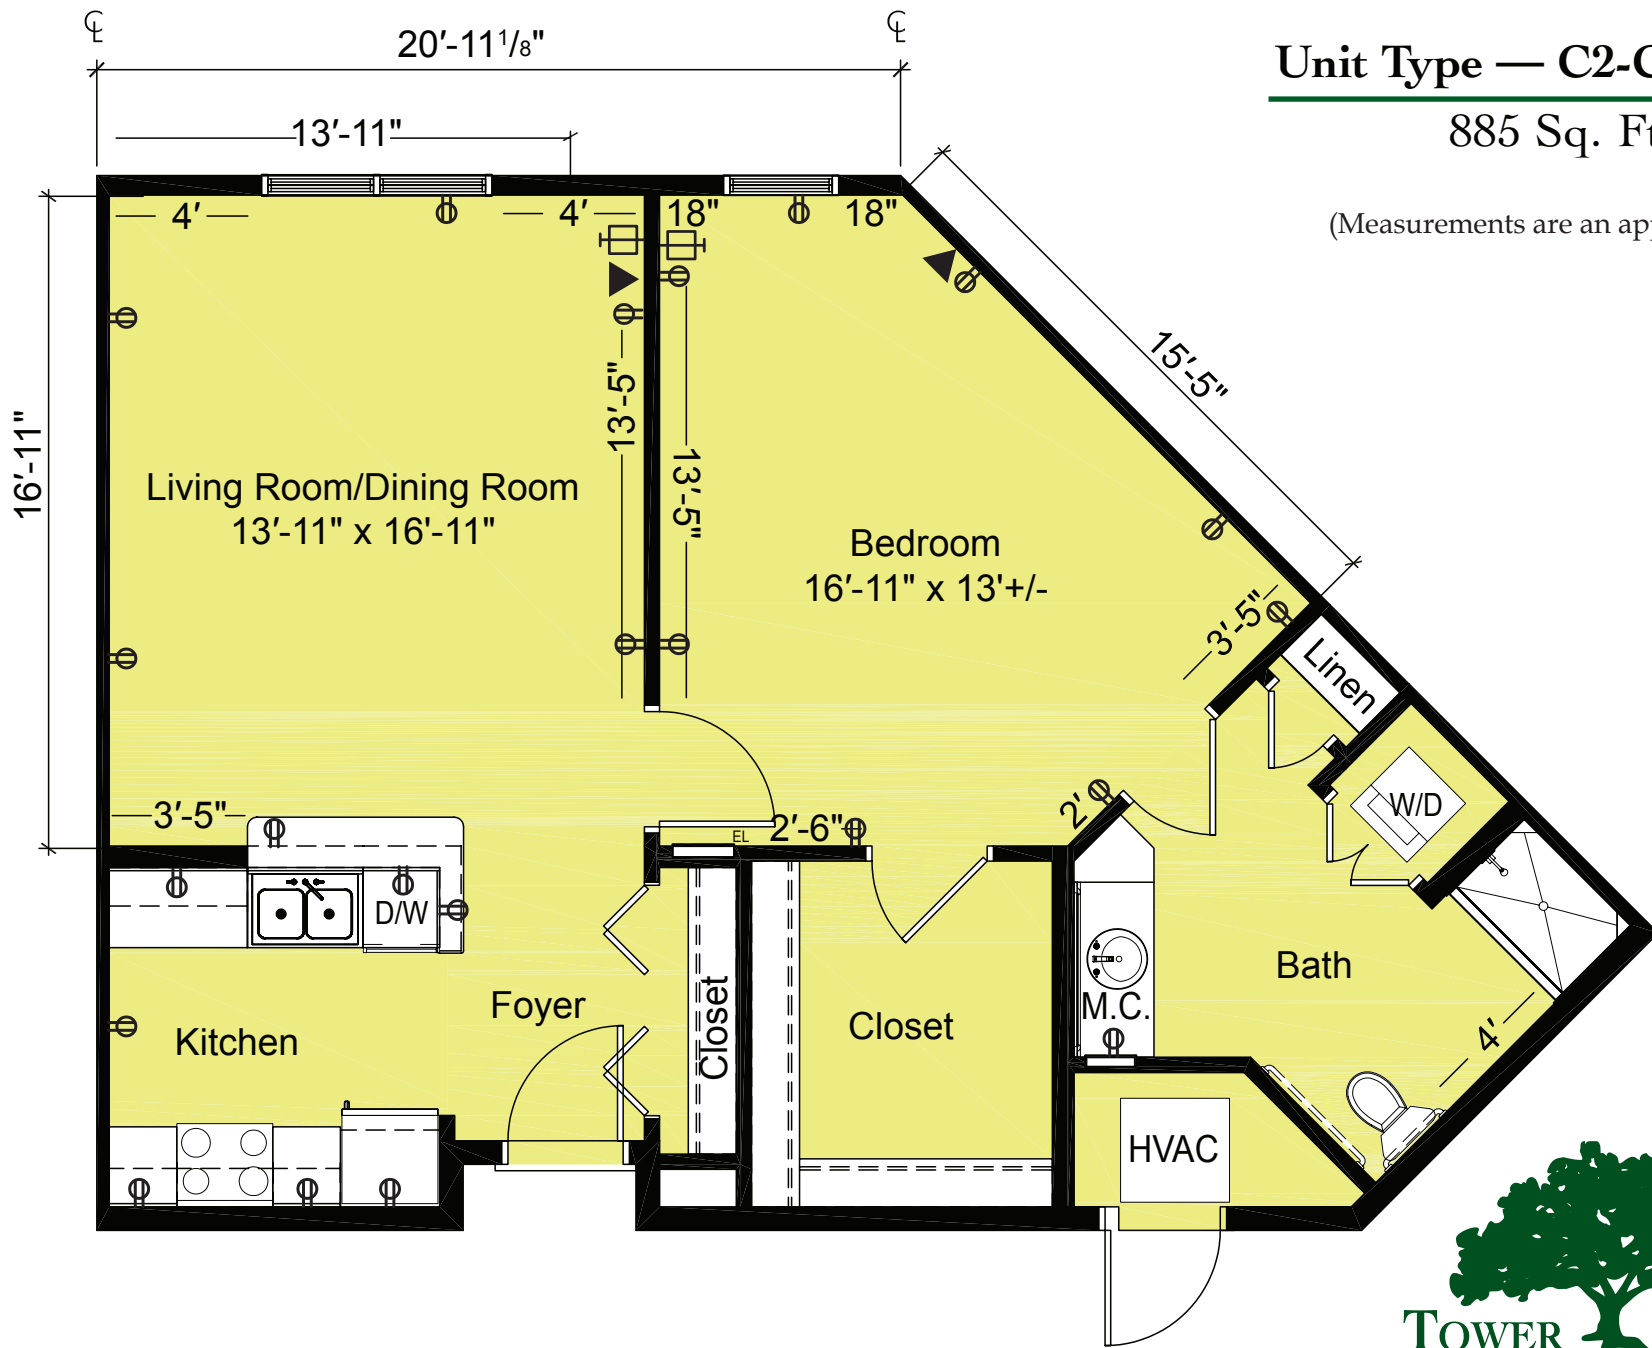 ℄ ℄
20′-11 1/8"
Unit Type — C2-C
885 Sq. Ft
(Measurements are an
13′-11"
4′
4′
18"
18"
15′-5"
16′-11"
13′-5"
13′-5"
Living Room/Dining Room
13′-11" x 16′-11"
Bedroom
16′-11" x 13'+/-
3′-5"
Linen
W/D
3′-5"
EL
2′-6"
2′
D/W
Kitchen
Foyer
Closet
Closet
M.C.
Bath
4′
HVAC
TOWER